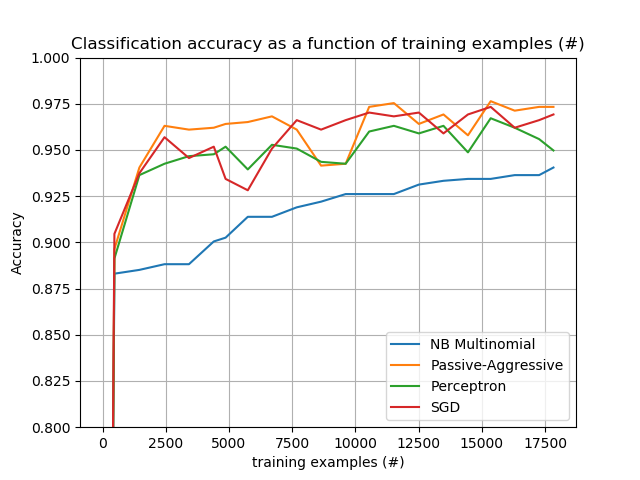 Classification accuracy as a function of training examples (#)
1.000
0.975
0.950
0.925
0.900
0.875
0.850
0.825
0.800
Accuracy
NB Multinomial
Passive-Aggressive
Perceptron
SGD
0 2500 5000 7500 10000 12500 15000 17500
training examples (#)